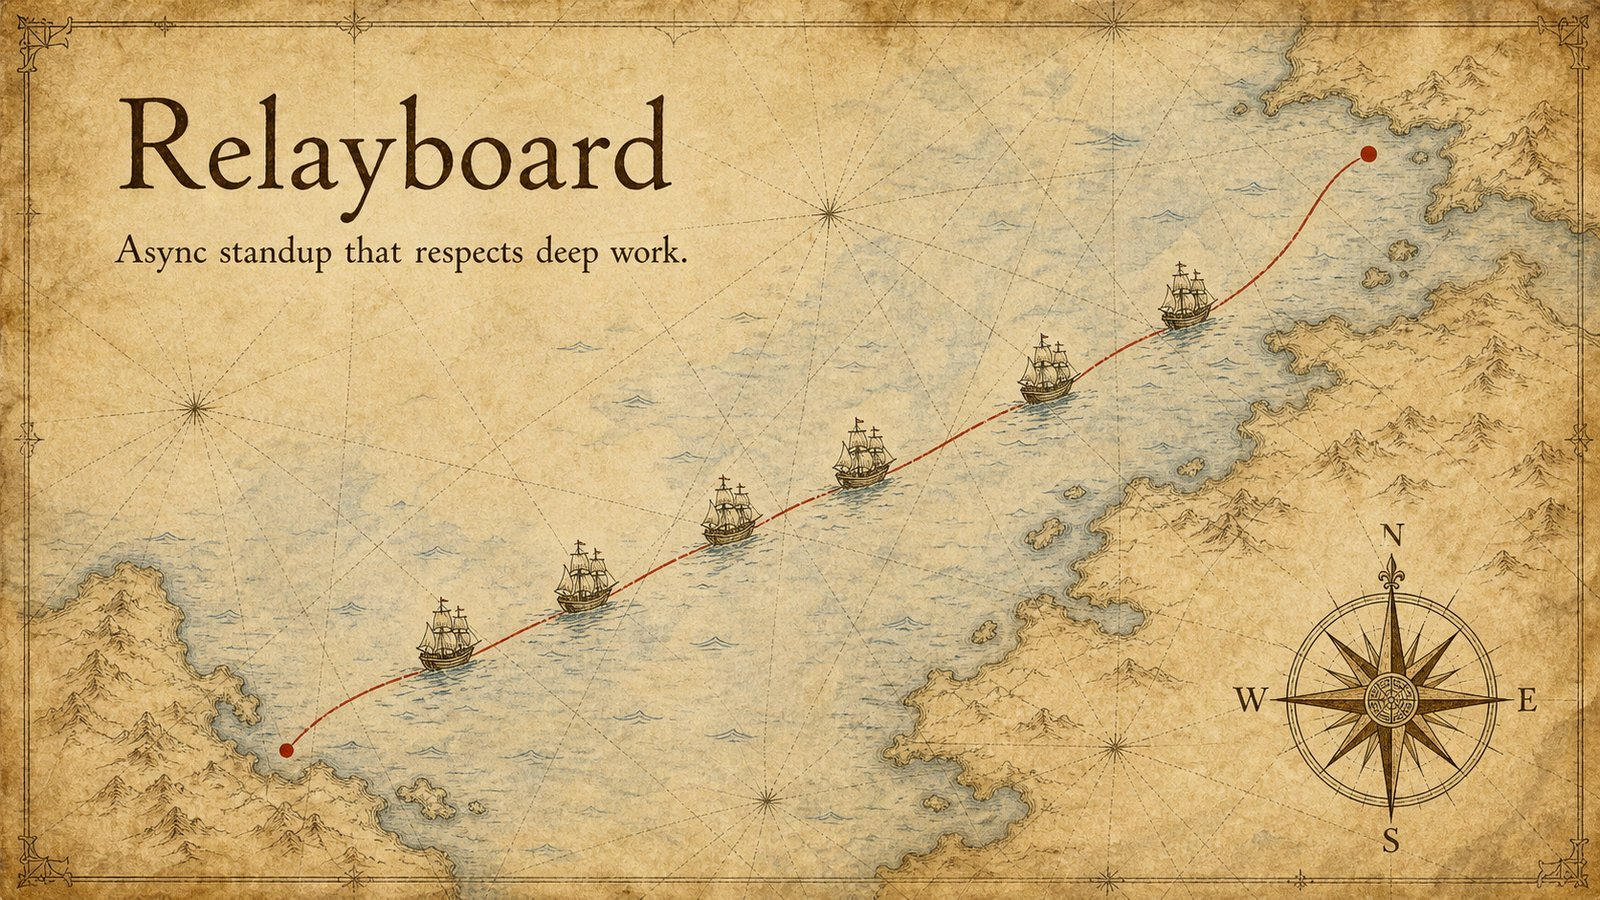 Relayboard
Async standup that respects deep work.
N
W
E
S